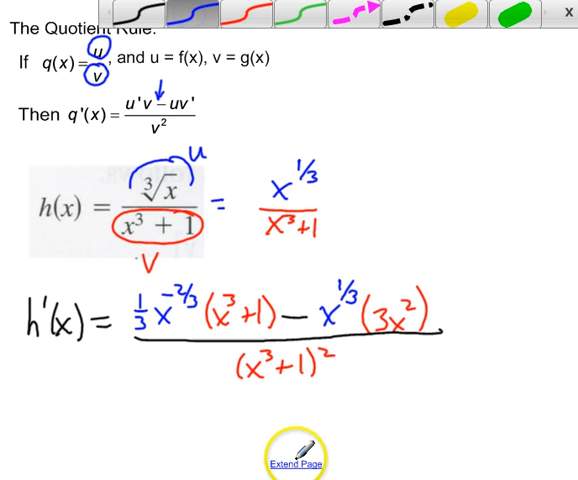 The Quotient Rule:
If q(x) = u/v, and u = f(x), v = g(x)
Then q'(x) = (u'v − uv')/v²
u
h(x) = ∛x/(x³ + 1) = x^(1/3)/(x³+1)
v
h'(x) = (⅓x^(-2/3)(x³+1) − x^(1/3)(3x²))/(x³+1)²
Extend Page
x